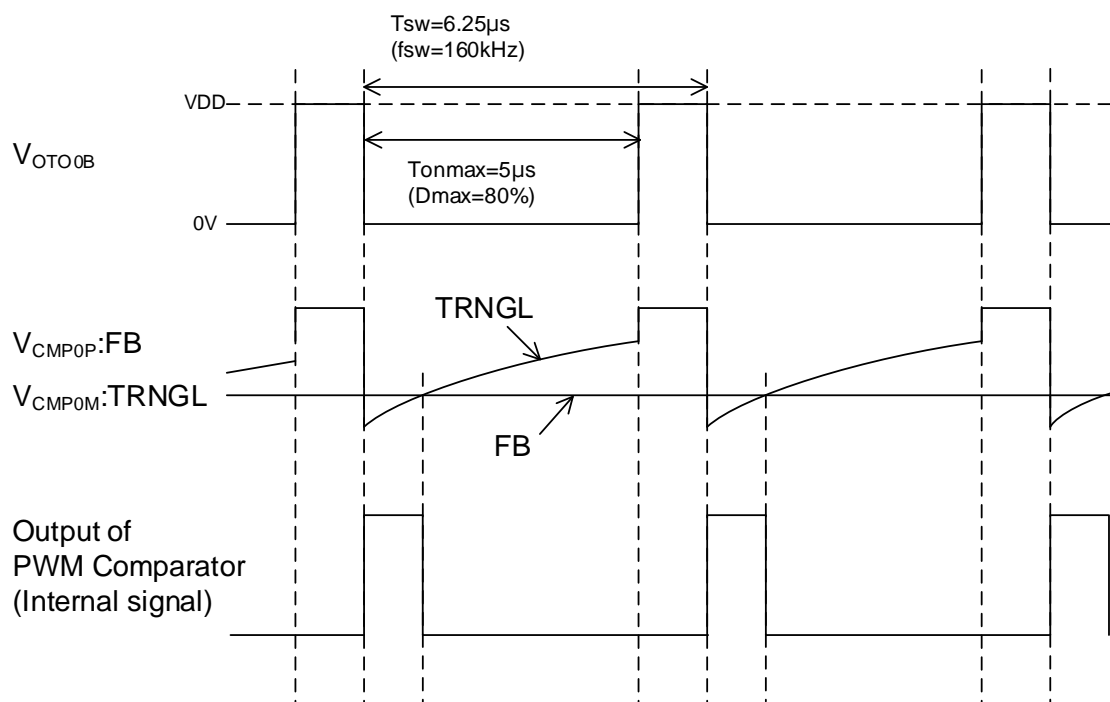 Tsw=6.25µs
(fsw=160kHz)
VDD
Tonmax=5µs
(Dmax=80%)
VOTO0B
0V
TRNGL
VCMP0P:FB
VCMP0M:TRNGL
FB
Output of
PWM Comparator
(Internal signal)